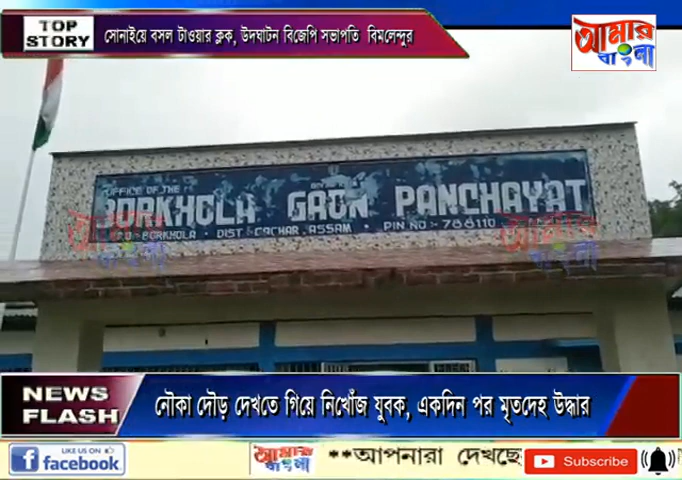 TOP STORY
সোনাইয়ে বসল টাওয়ার ক্লক, উদঘাটন বিজেপি সভাপতি বিমলেন্দুর
আমার বাংলা
OFFICE OF THE
BORKHOLA GAON PANCHAYAT
BORKHOLA · DIST :- CACHAR, ASSAM · PIN NO :- 788110
NEWS FLASH
নৌকা দৌড় দেখতে গিয়ে নিখোঁজ যুবক, একদিন পর মৃতদেহ উদ্ধার
LIKE US ON
facebook
আমার বাংলা
**আপনারা দেখছে
Subscribe